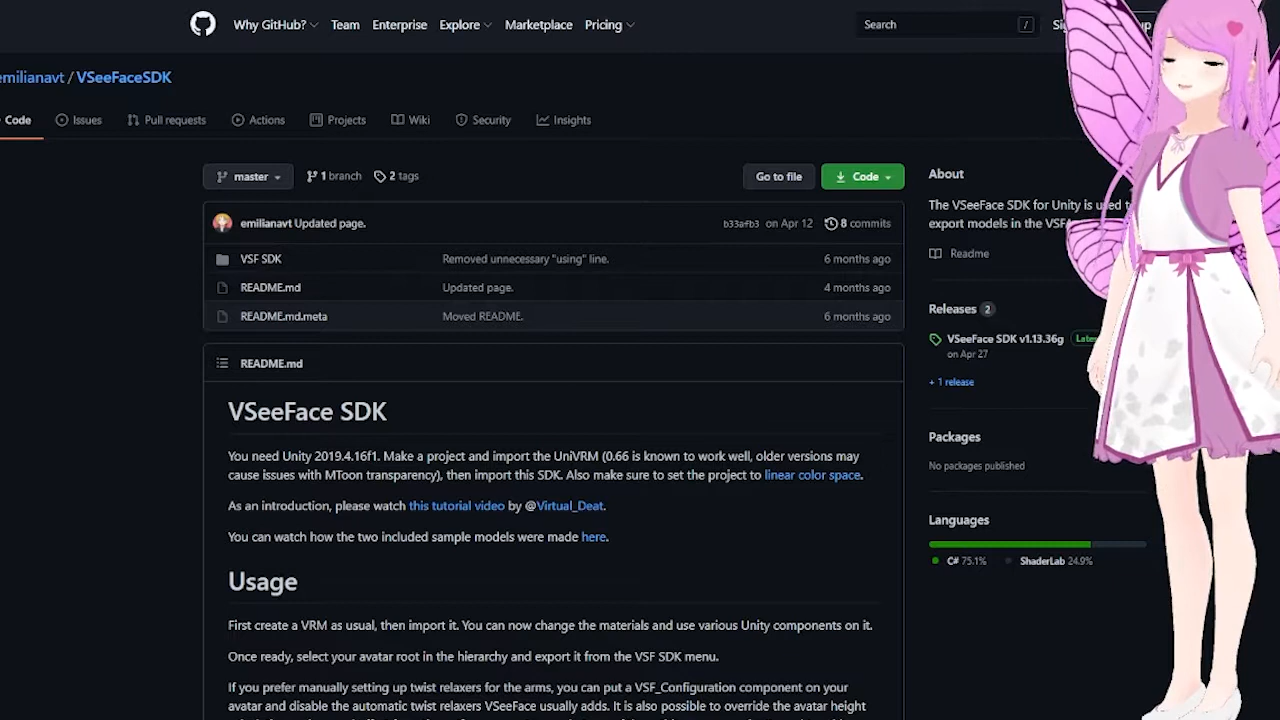 Why GitHub? Team Enterprise Explore Marketplace Pricing Search /
emilianavt / VSeeFaceSDK
Code Issues Pull requests Actions Projects Wiki Security Insights
master 1 branch 2 tags Go to file Code
emilianavt Updated page. b33afb3 on Apr 12 8 commits
VSF SDK Removed unnecessary "using" line. 6 months ago
README.md Updated page. 4 months ago
README.md.meta Moved README. 6 months ago
README.md
VSeeFace SDK
You need Unity 2019.4.16f1. Make a project and import the UniVRM (0.66 is known to work well, older versions may
cause issues with MToon transparency), then import this SDK. Also make sure to set the project to linear color space.
As an introduction, please watch this tutorial video by @Virtual_Deat.
You can watch how the two included sample models were made here.
Usage
First create a VRM as usual, then import it. You can now change the materials and use various Unity components on it.
Once ready, select your avatar root in the hierarchy and export it from the VSF SDK menu.
If you prefer manually setting up twist relaxers for the arms, you can put a VSF_Configuration component on your
avatar and disable the automatic twist relaxers VSeeFace usually adds. It is also possible to override the avatar height
About
The VSeeFace SDK for Unity is used
export models in the
Readme
Releases 2
VSeeFace SDK v1.13.36g
on Apr 27
+ 1 release
Packages
No packages published
Languages
C# 75.1% ShaderLab 24.9%